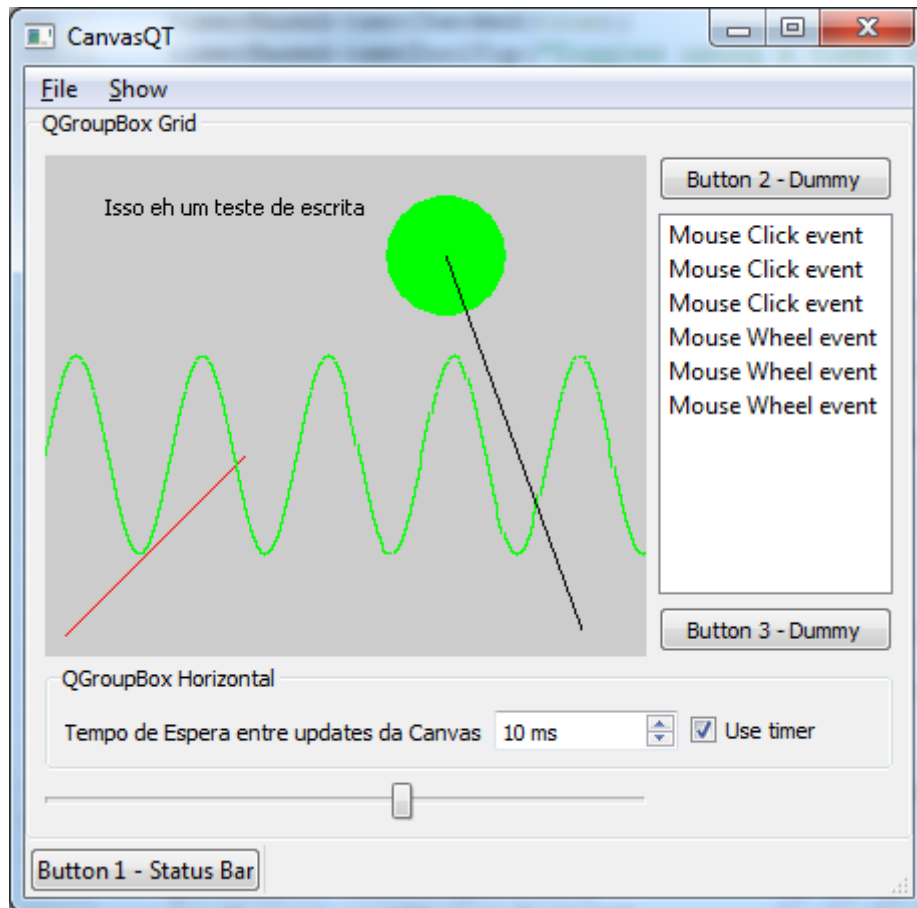 CanvasQT
File Show
QGroupBox Grid
Isso eh um teste de escrita
Button 2 - Dummy
Mouse Click event
Mouse Click event
Mouse Click event
Mouse Wheel event
Mouse Wheel event
Mouse Wheel event
Button 3 - Dummy
QGroupBox Horizontal
Tempo de Espera entre updates da Canvas 10 ms Use timer
Button 1 - Status Bar